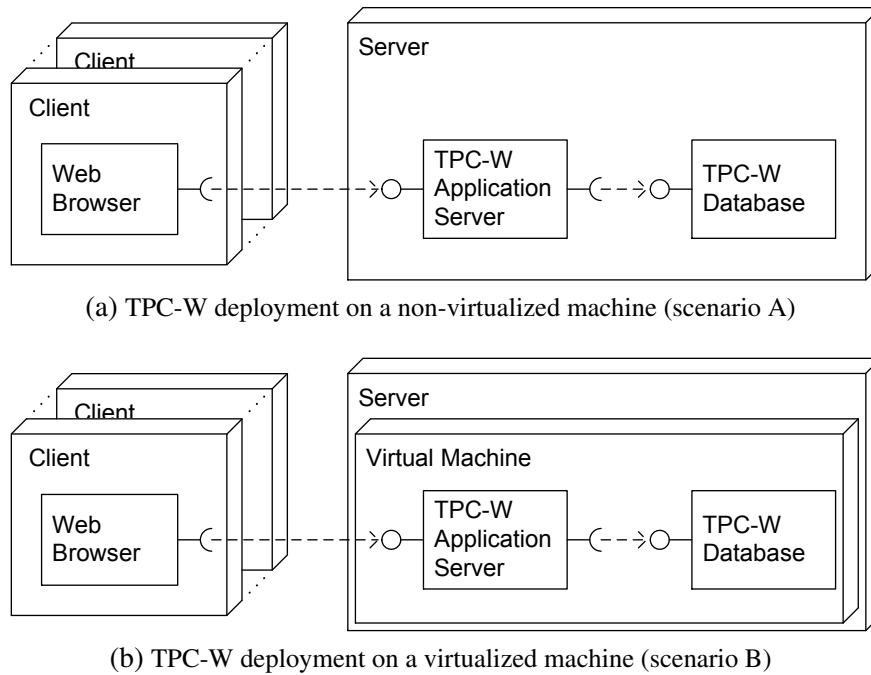 Client
Server
Client
Web
Browser
TPC-W
Application
Server
TPC-W
Database
(a) TPC-W deployment on a non-virtualized machine (scenario A)
Client
Server
Client
Virtual Machine
Web
Browser
TPC-W
Application
Server
TPC-W
Database
(b) TPC-W deployment on a virtualized machine (scenario B)